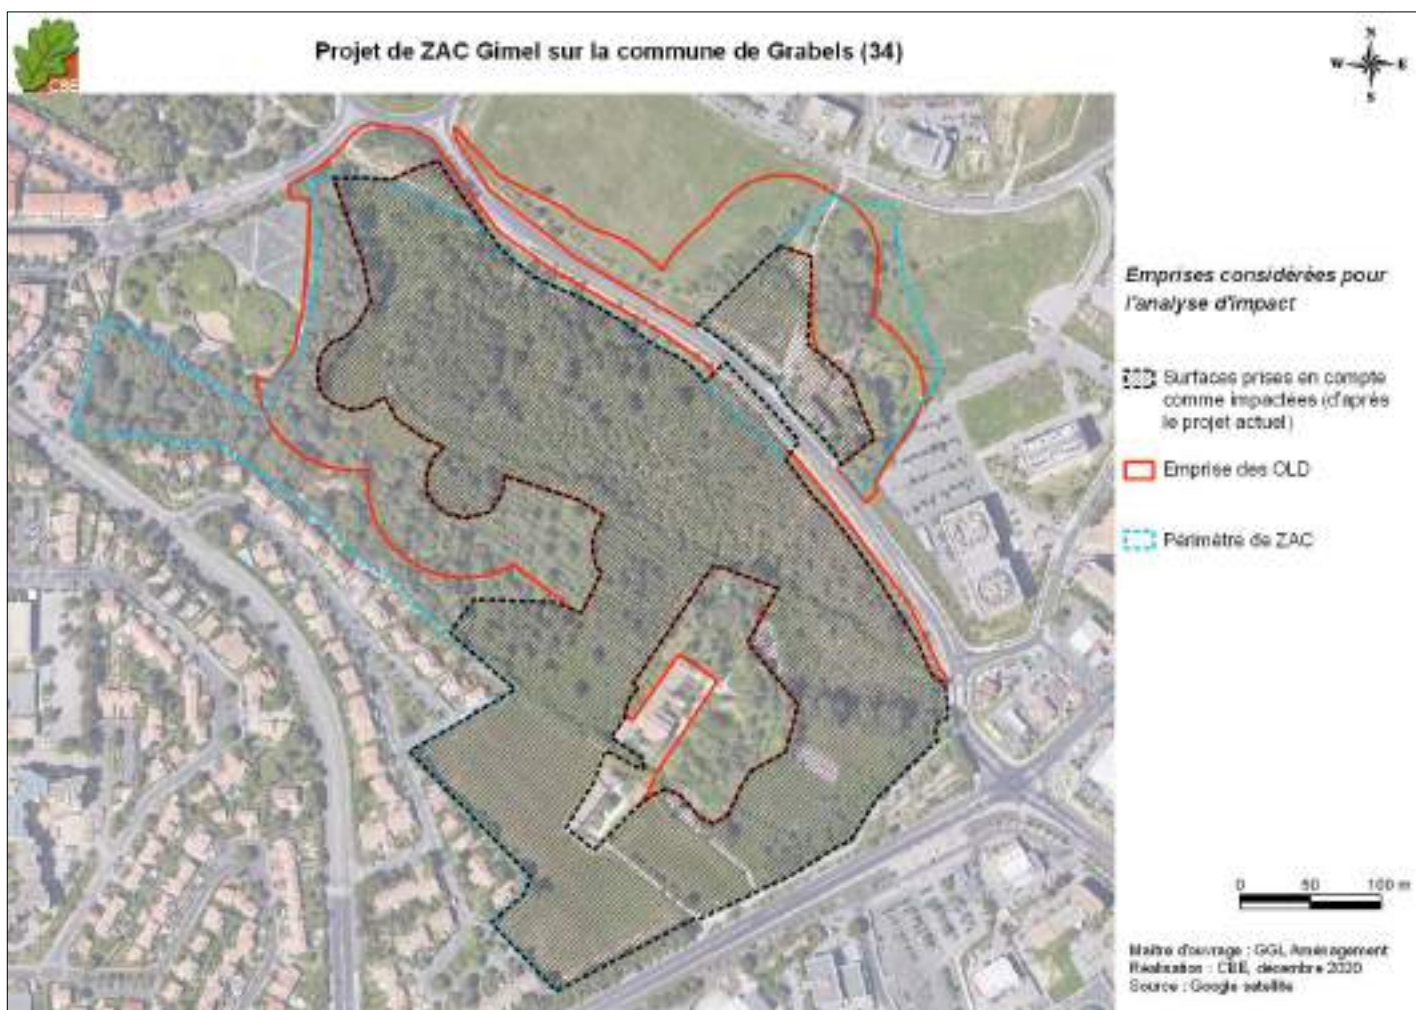 CBE
Projet de ZAC Gimel sur la commune de Grabels (34)
N
W E
S
Emprises considérées pour
l'analyse d'impact
Surfaces prises en compte
comme impactées (d'après
le projet actuel)
Emprise des OLD
Périmètre de ZAC
0 50 100 m
Maître d'ouvrage : GGL Aménagement
Réalisation : CBE, décembre 2020
Source : Google satellite